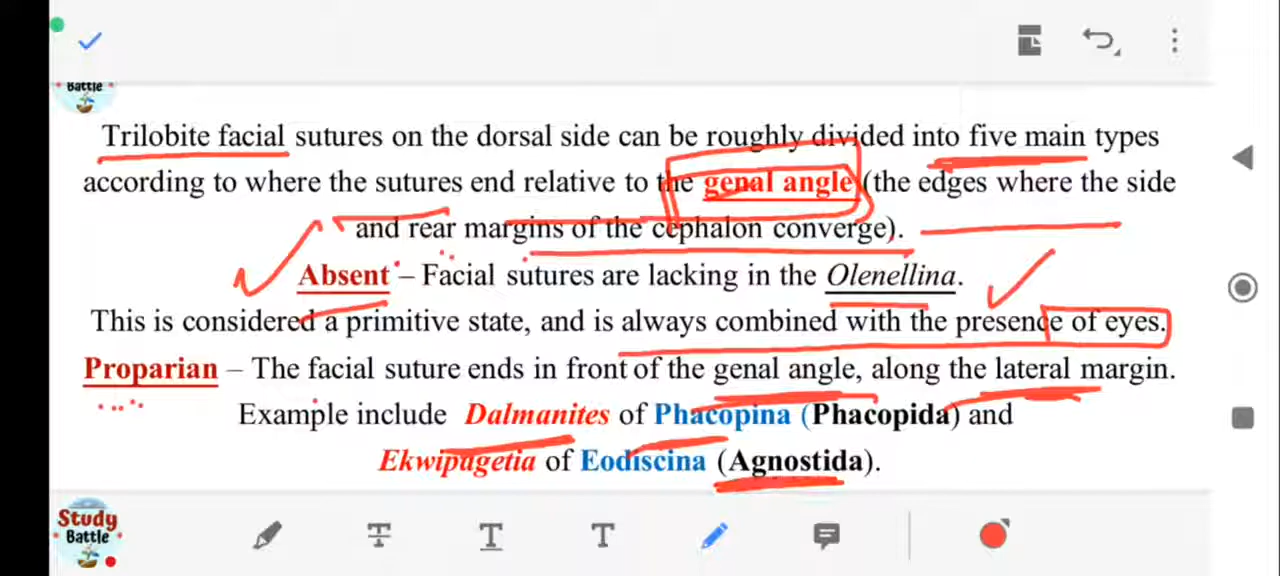 Battle
Trilobite facial sutures on the dorsal side can be roughly divided into five main types
according to where the sutures end relative to the genal angle (the edges where the side
and rear margins of the cephalon converge).
Absent – Facial sutures are lacking in the Olenellina.
This is considered a primitive state, and is always combined with the presence of eyes.
Proparian – The facial suture ends in front of the genal angle, along the lateral margin.
Example include Dalmanites of Phacopina (Phacopida) and
Ekwipagetia of Eodiscina (Agnostida).
Study
Battle
T T T